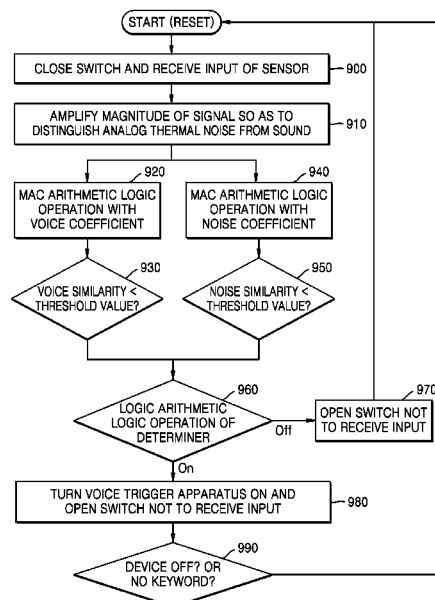 START (RESET)
CLOSE SWITCH AND RECEIVE INPUT OF SENSOR
900
AMPLIFY MAGNITUDE OF SIGNAL SO AS TO
DISTINGUISH ANALOG THERMAL NOISE FROM SOUND
910
920
MAC ARITHMETIC LOGIC
OPERATION WITH
VOICE COEFFICIENT
940
MAC ARITHMETIC LOGIC
OPERATION WITH
NOISE COEFFICIENT
930
VOICE SIMILARITY <
THRESHOLD VALUE?
950
NOISE SIMILARITY <
THRESHOLD VALUE?
960
LOGIC ARITHMETIC
LOGIC OPERATION OF
DETERMINER
Off
970
OPEN SWITCH NOT
TO RECEIVE INPUT
On
TURN VOICE TRIGGER APPARATUS ON AND
OPEN SWITCH NOT TO RECEIVE INPUT
980
990
DEVICE OFF? OR
NO KEYWORD?